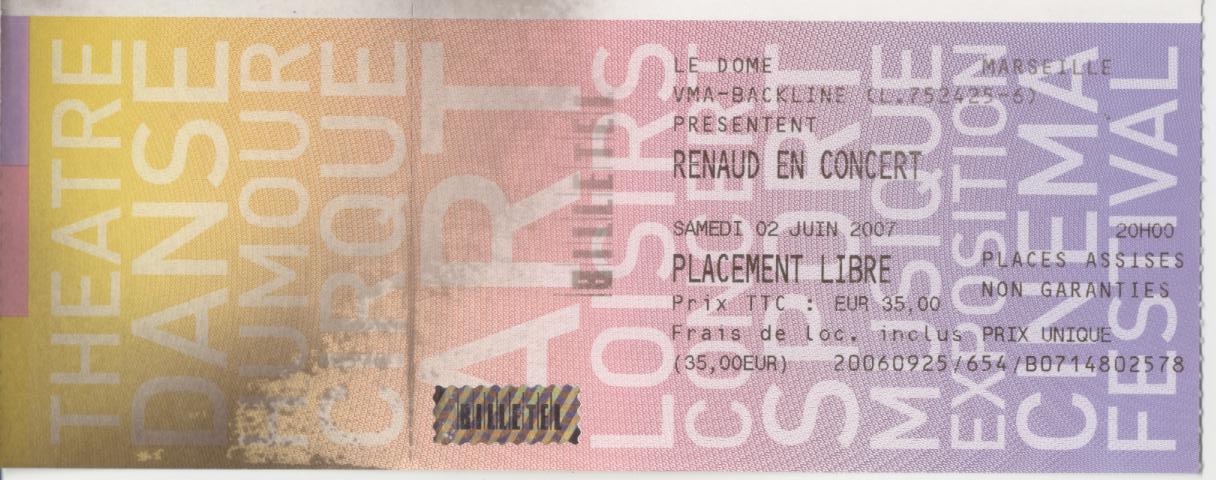 THEATRE
DANSE
HUMOUR
CIRQUE
ART
LOISIRS
CONCERT
SPORT
MUSIQUE
EXPOSITION
CINEMA
FESTIVAL
BILLETEL
BILLETEL
LE DOME MARSEILLE
VMA-BACKLINE (L.752425-6)
PRESENTENT
RENAUD EN CONCERT
SAMEDI 02 JUIN 2007 20H00
PLACEMENT LIBRE PLACES ASSISES
NON GARANTIES
Prix TTC : EUR 35,00
Frais de loc. inclus PRIX UNIQUE
(35,00EUR) 20060925/654/B0714802578